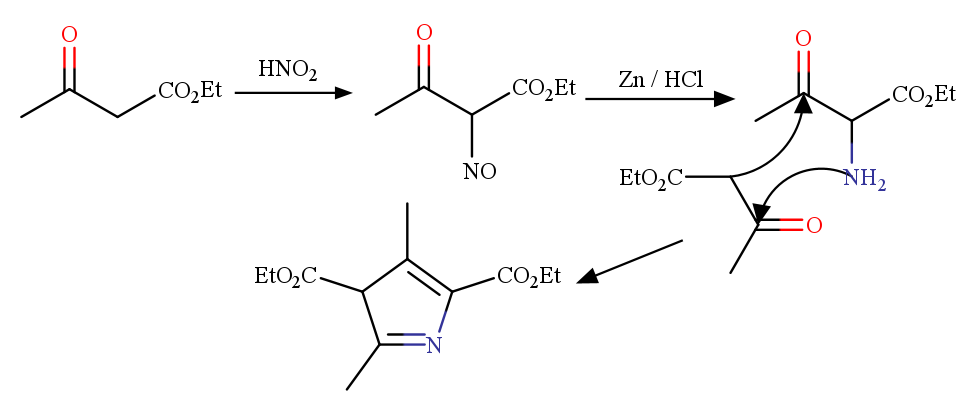 O
CO₂Et
HNO₂
O
CO₂Et
NO
Zn / HCl
O
CO₂Et
NH₂
EtO₂C
O
EtO₂C
CO₂Et
N